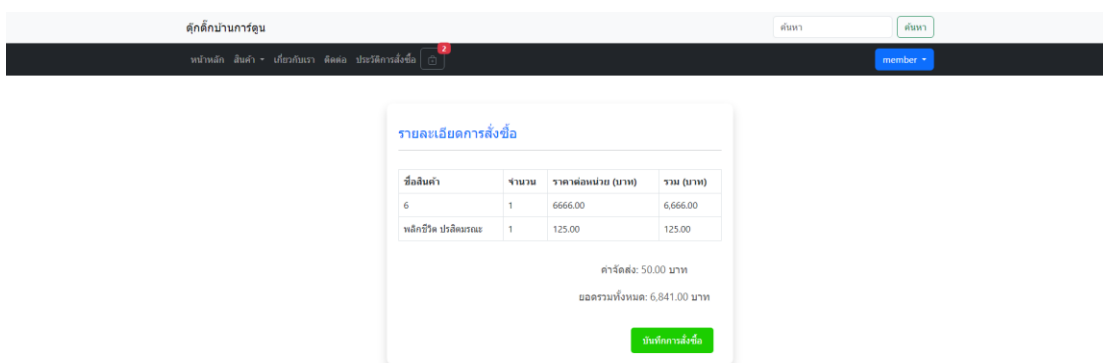 ตุ๊กติ๊กบ้านการ์ตูน ค้นหา ค้นหา
หน้าหลัก สินค้า เกี่ยวกับเรา ติดต่อ ประวัติการสั่งซื้อ 2 member
รายละเอียดการสั่งซื้อ
ชื่อสินค้า จำนวน ราคาต่อหน่วย (บาท) รวม (บาท)
6 1 6666.00 6,666.00
พลิกชีวิต ปรสิตมรณะ 1 125.00 125.00
ค่าจัดส่ง: 50.00 บาท
ยอดรวมทั้งหมด: 6,841.00 บาท
บันทึกการสั่งซื้อ